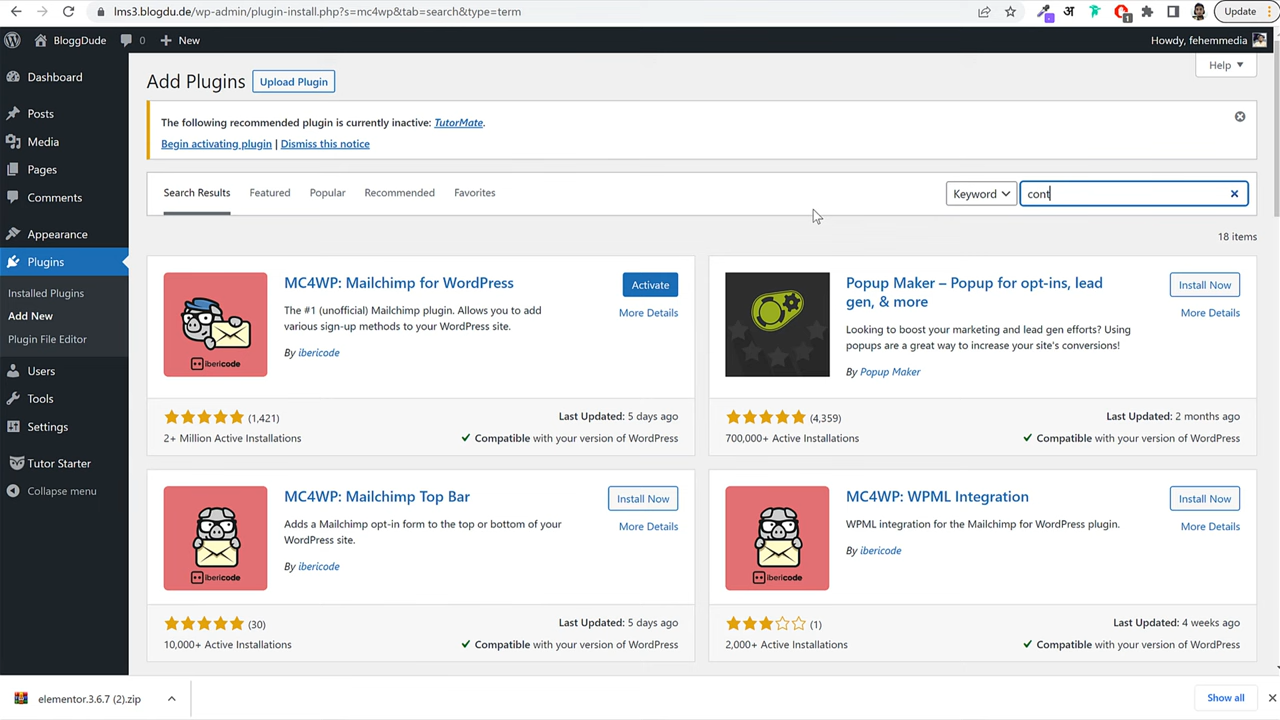 lms3.blogdu.de/wp-admin/plugin-install.php?s=mc4wp&tab=search&type=term
अ
1
Update
BloggDude
0
New
Howdy, fehemmedia
Dashboard
Posts
Media
Pages
Comments
Appearance
Plugins
Installed Plugins
Add New
Plugin File Editor
Users
Tools
Settings
Tutor Starter
Collapse menu
Help
Add Plugins
Upload Plugin
The following recommended plugin is currently inactive: TutorMate.
Begin activating plugin | Dismiss this notice
Search Results
Featured
Popular
Recommended
Favorites
Keyword
cont
18 items
MC4WP: Mailchimp for WordPress
Activate
The #1 (unofficial) Mailchimp plugin. Allows you to add
various sign-up methods to your WordPress site.
More Details
By ibericode
ibericode
(1,421)
Last Updated: 5 days ago
2+ Million Active Installations
Compatible with your version of WordPress
Popup Maker – Popup for opt-ins, lead
gen, & more
Install Now
More Details
Looking to boost your marketing and lead gen efforts? Using
popups are a great way to increase your site's conversions!
By Popup Maker
(4,359)
Last Updated: 2 months ago
700,000+ Active Installations
Compatible with your version of WordPress
MC4WP: Mailchimp Top Bar
Install Now
Adds a Mailchimp opt-in form to the top or bottom of your
WordPress site.
More Details
By ibericode
ibericode
(30)
Last Updated: 5 days ago
10,000+ Active Installations
Compatible with your version of WordPress
MC4WP: WPML Integration
Install Now
WPML integration for the Mailchimp for WordPress plugin.
More Details
By ibericode
ibericode
(1)
Last Updated: 4 weeks ago
2,000+ Active Installations
Compatible with your version of WordPress
elementor.3.6.7 (2).zip
Show all